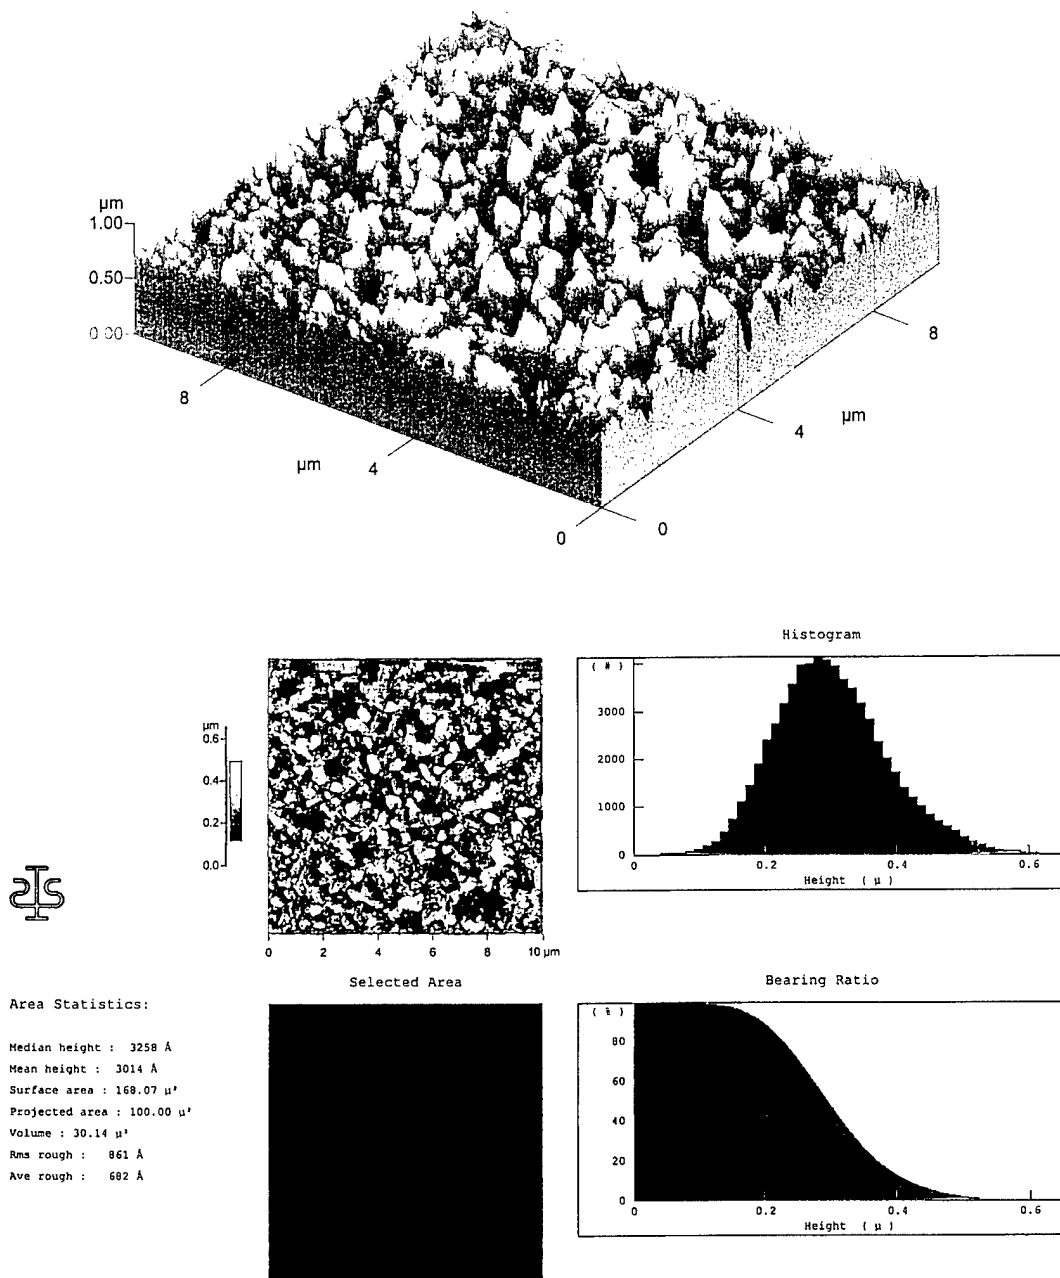 µm
1.00
0.50
0.00
8
µm
4
0
0
4
µm
8
Histogram
( # )
3000
2000
1000
0
0
0.2
0.4
0.6
Height ( µ )
µm
0.6
0.4
0.2
0.0
0 2 4 6 8 10 µm
Selected Area
Bearing Ratio
( % )
80
60
40
20
0
0
0.2
0.4
0.6
Height ( µ )
Area Statistics:
Median height : 3258 Å
Mean height : 3014 Å
Surface area : 168.07 µ²
Projected area : 100.00 µ²
Volume : 30.14 µ³
Rms rough : 861 Å
Ave rough : 682 Å